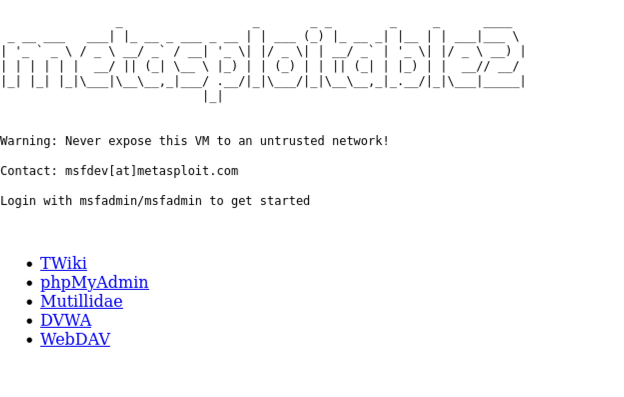 metasploitable2
Warning: Never expose this VM to an untrusted network!
Contact: msfdev[at]metasploit.com
Login with msfadmin/msfadmin to get started
TWiki
phpMyAdmin
Mutillidae
DVWA
WebDAV